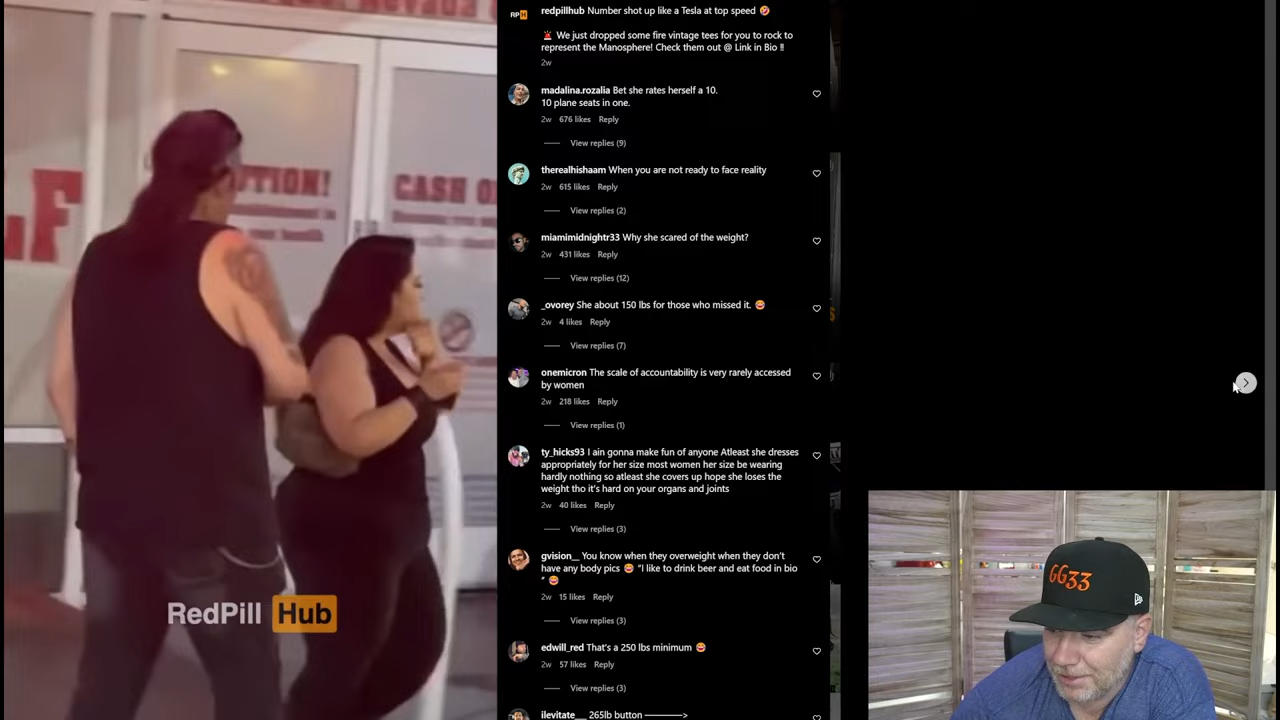 RPH
redpillhub Number shot up like a Tesla at top speed 🤣
🚨 We just dropped some fire vintage tees for you to rock to
represent the Manosphere! Check them out @ Link in Bio ‼️
2w
madalina.rozalia Bet she rates herself a 10.
10 plane seats in one.
2w 676 likes Reply
View replies (9)
therealhishaam When you are not ready to face reality
2w 615 likes Reply
View replies (2)
miamimidnightr33 Why she scared of the weight?
2w 431 likes Reply
View replies (12)
_ovorey She about 150 lbs for those who missed it. 😂
2w 4 likes Reply
View replies (7)
onemicron The scale of accountability is very rarely accessed
by women
2w 218 likes Reply
View replies (1)
ty_hicks93 I ain gonna make fun of anyone Atleast she dresses
appropriately for her size most women her size be wearing
hardly nothing so atleast she covers up hope she loses the
weight tho it's hard on your organs and joints
2w 40 likes Reply
View replies (3)
gvision__ You know when they overweight when they don't
have any body pics 😂 "I like to drink beer and eat food in bio
" 😂
2w 15 likes Reply
View replies (3)
edwill_red That's a 250 lbs minimum 😂
2w 57 likes Reply
View replies (3)
ilevitate__ 265lb button ————>
LF
UTION!
CASH O
RedPill Hub
GG33